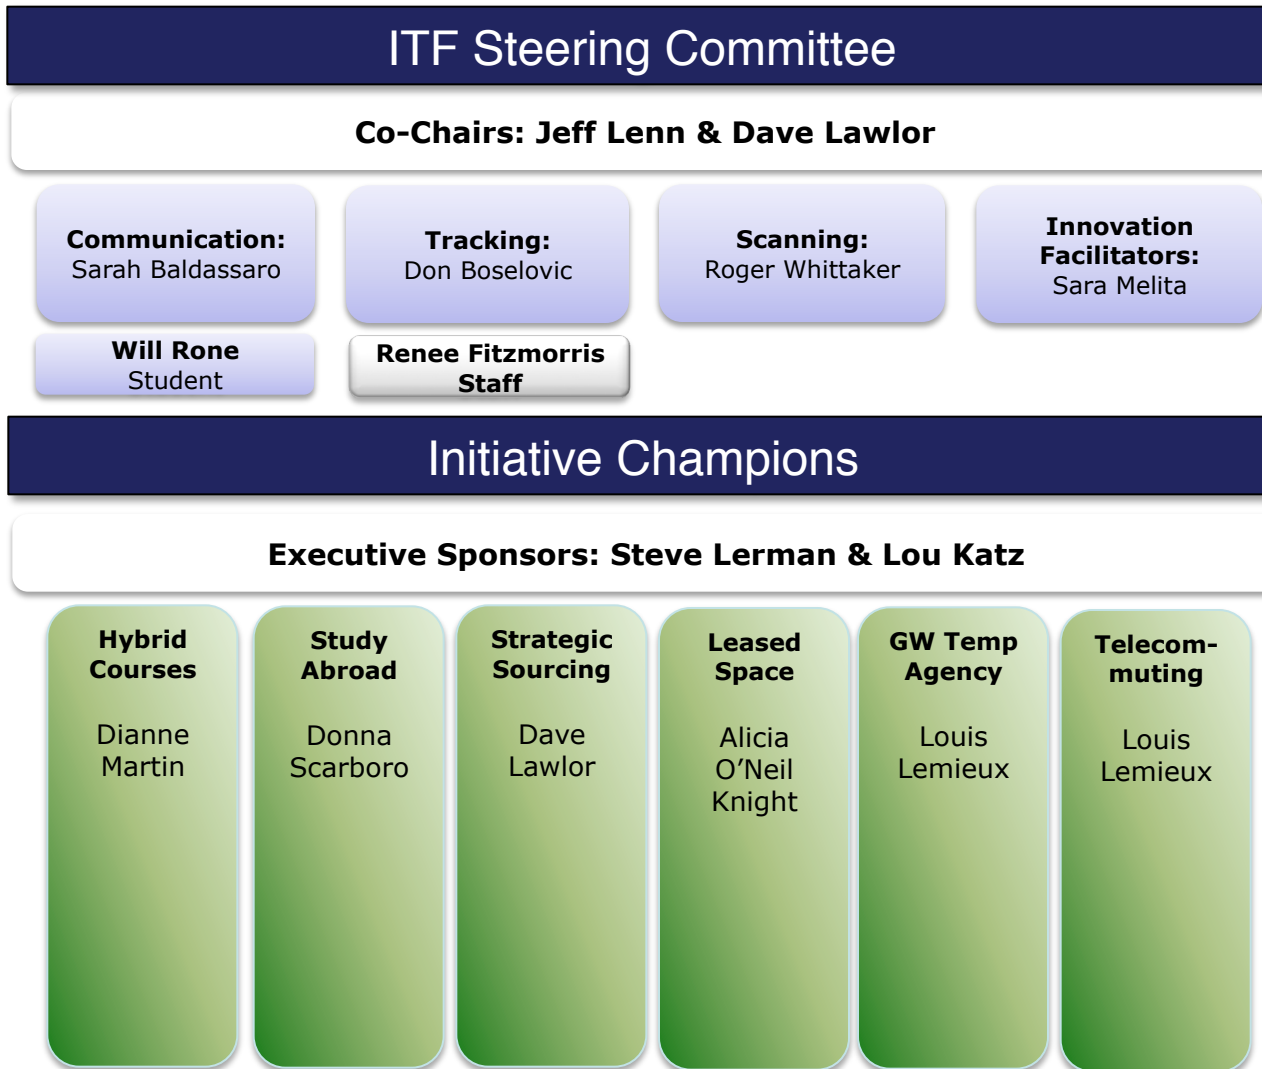 ITF Steering Committee
Co-Chairs: Jeff Lenn & Dave Lawlor
Communication:
Sarah Baldassaro
Tracking:
Don Boselovic
Scanning:
Roger Whittaker
Innovation
Facilitators:
Sara Melita
Will Rone
Student
Renee Fitzmorris
Staff
Initiative Champions
Executive Sponsors: Steve Lerman & Lou Katz
Hybrid
Courses
Dianne
Martin
Study
Abroad
Donna
Scarboro
Strategic
Sourcing
Dave
Lawlor
Leased
Space
Alicia
O’Neil
Knight
GW Temp
Agency
Louis
Lemieux
Telecom-
muting
Louis
Lemieux